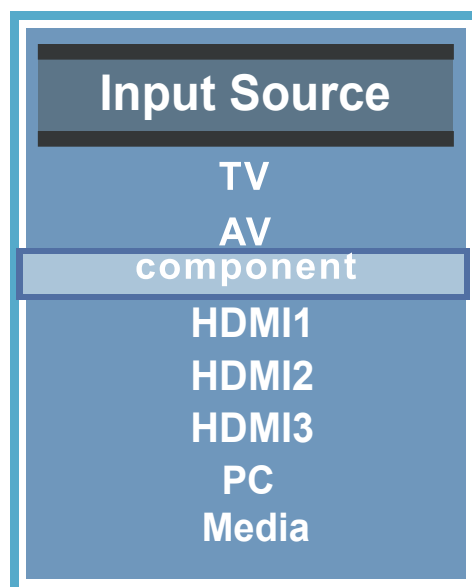 Input Source
TV
AV
component
HDMI1
HDMI2
HDMI3
PC
Media